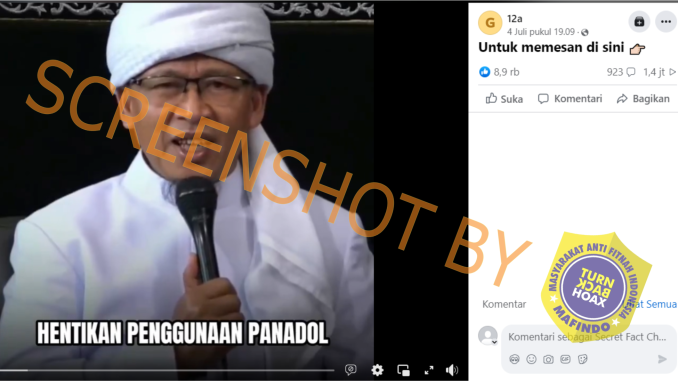 12a
4 Juli pukul 19.09 ·
Untuk memesan di sini
8,9 rb
923
1,4 jt
Suka
Komentari
Bagikan
SCREENSHOT BY
HENTIKAN PENGGUNAAN PANADOL
MASYARAKAT ANTI FITNAH INDONESIA
TURN
BACK
HOAX
MAFINDO
Komentar
Semua
Komentari sebagai Secret Fact Ch...
GIF
G